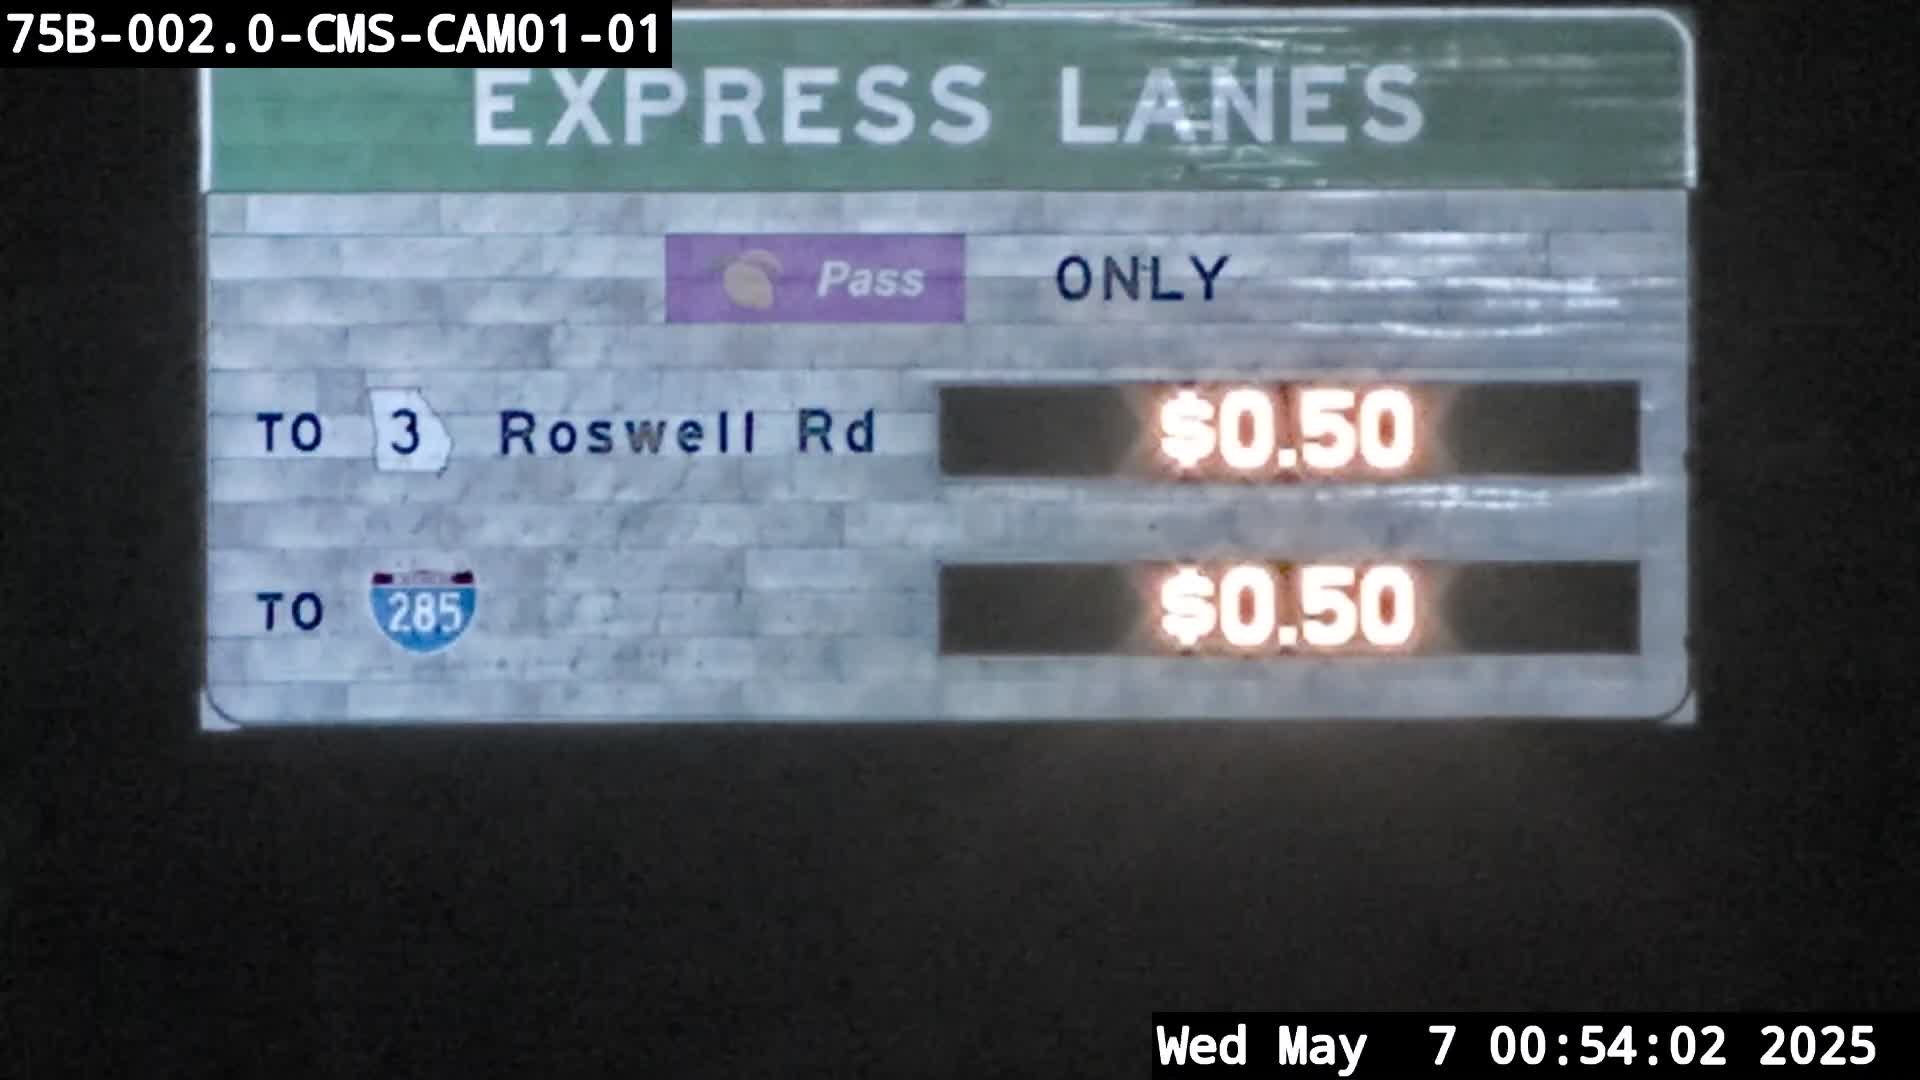 75B-002.0-CMS-CAM01-01
EXPRESS LANES
Pass ONLY
TO 3 Roswell Rd $0.50
TO 285 $0.50
Wed May 7 00:54:02 2025